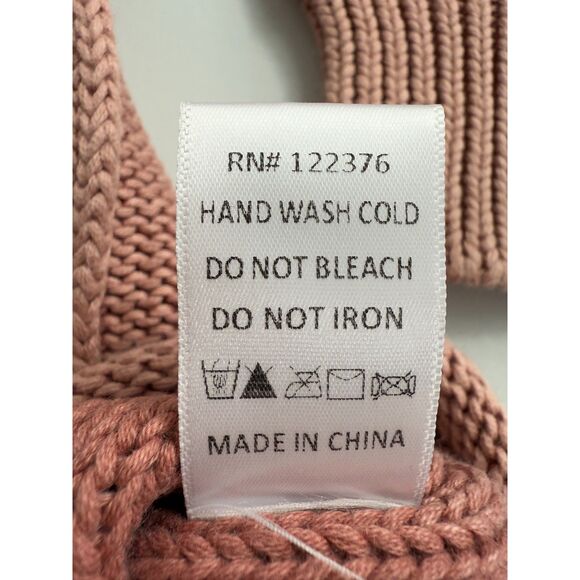 RN# 122376
HAND WASH COLD
DO NOT BLEACH
DO NOT IRON
MADE IN CHINA